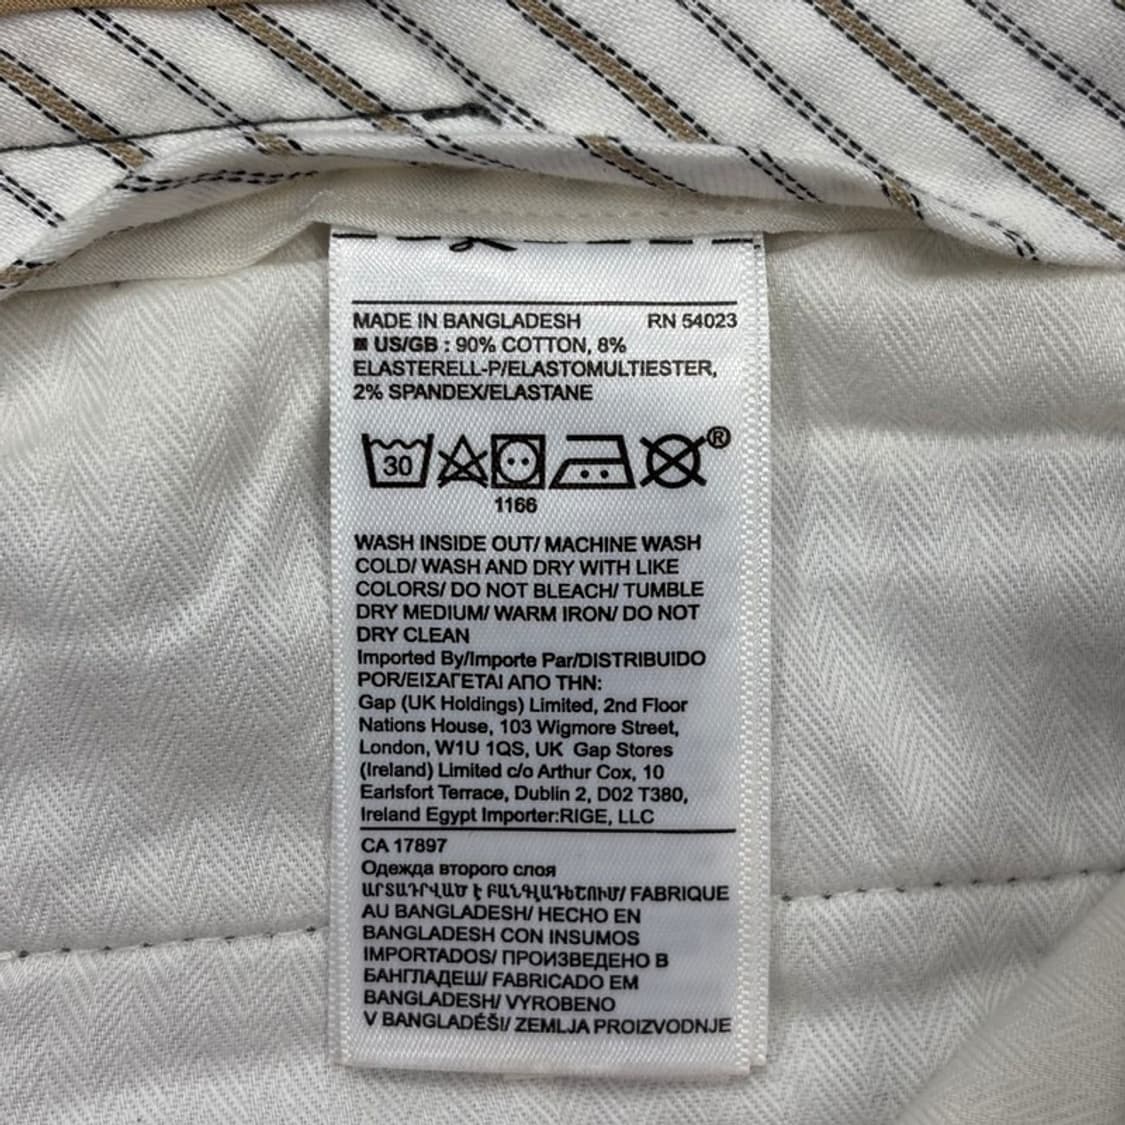 MADE IN BANGLADESH RN 54023
US/GB : 90% COTTON, 8%
ELASTERELL-P/ELASTOMULTIESTER,
2% SPANDEX/ELASTANE
30
®
1166
WASH INSIDE OUT/ MACHINE WASH
COLD/ WASH AND DRY WITH LIKE
COLORS/ DO NOT BLEACH/ TUMBLE
DRY MEDIUM/ WARM IRON/ DO NOT
DRY CLEAN
Imported By/Importe Par/DISTRIBUIDO
POR/ΕΙΣΑΓΕΤΑΙ ΑΠΟ ΤΗΝ:
Gap (UK Holdings) Limited, 2nd Floor
Nations House, 103 Wigmore Street,
London, W1U 1QS, UK Gap Stores
(Ireland) Limited c/o Arthur Cox, 10
Earlsfort Terrace, Dublin 2, D02 T380,
Ireland Egypt Importer:RIGE, LLC
CA 17897
Одежда второго слоя
ԱՐՏԱԴՐՎԱԾ Է ԲԱՆԳԼԱԴԵՇՈՒՄ/ FABRIQUE
AU BANGLADESH/ HECHO EN
BANGLADESH CON INSUMOS
IMPORTADOS/ ПРОИЗВЕДЕНО В
БАНГЛАДЕШ/ FABRICADO EM
BANGLADESH/ VYROBENO
V BANGLADÉŠI/ ZEMLJA PROIZVODNJE